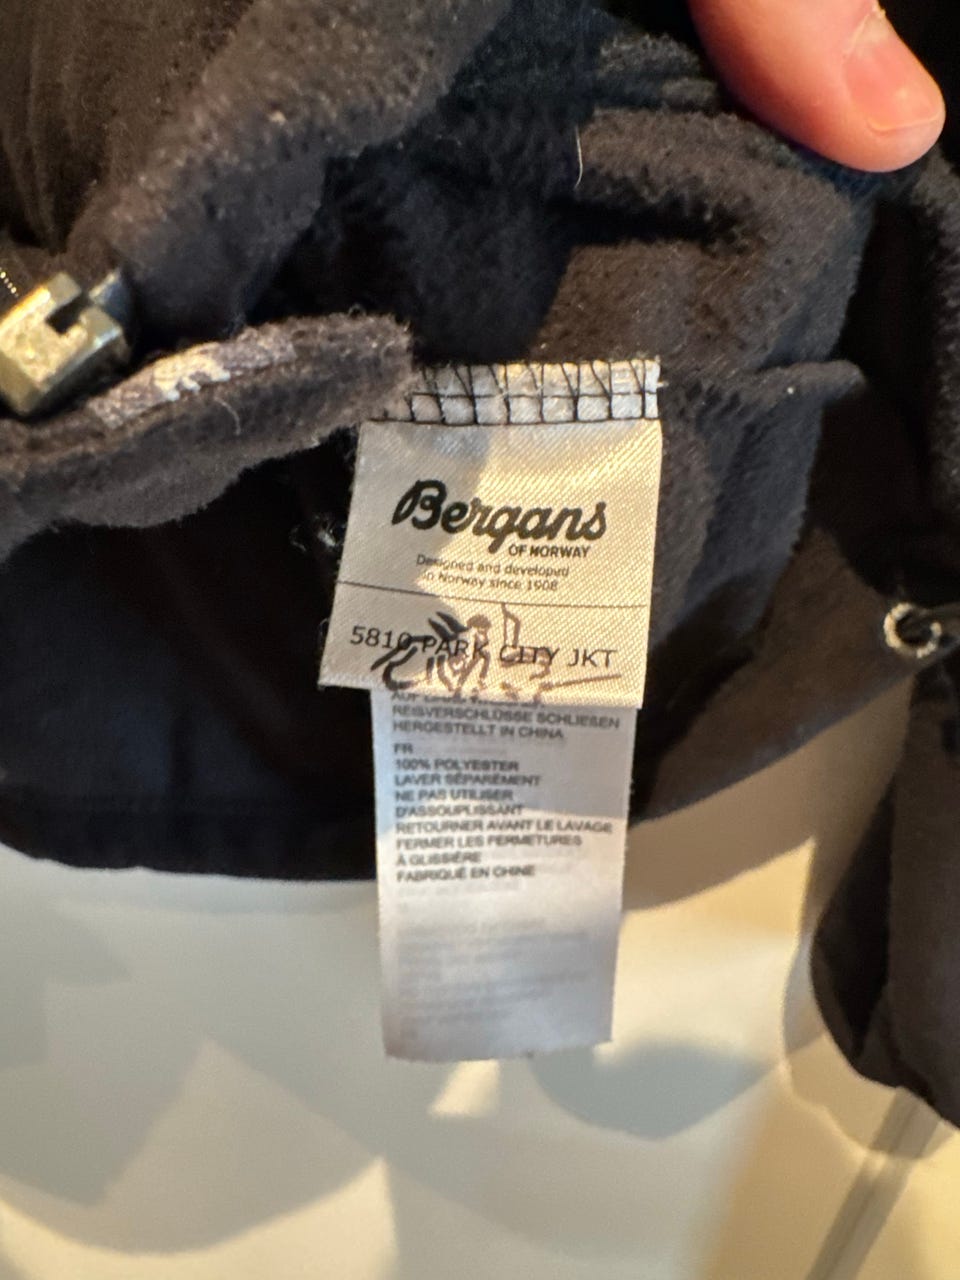 Bergans
OF NORWAY
Designed and developed
in Norway since 1908
5810 PARK CITY JKT
REISVERSCHLÜSSE SCHLIESEN
HERGESTELLT IN CHINA
FR
100% POLYESTER
LAVER SÉPARÉMENT
NE PAS UTILISER
D'ASSOUPLISSANT
RETOURNER AVANT LE LAVAGE
FERMER LES FERMETURES
À GLISSIÈRE
FABRIQUÉ EN CHINE